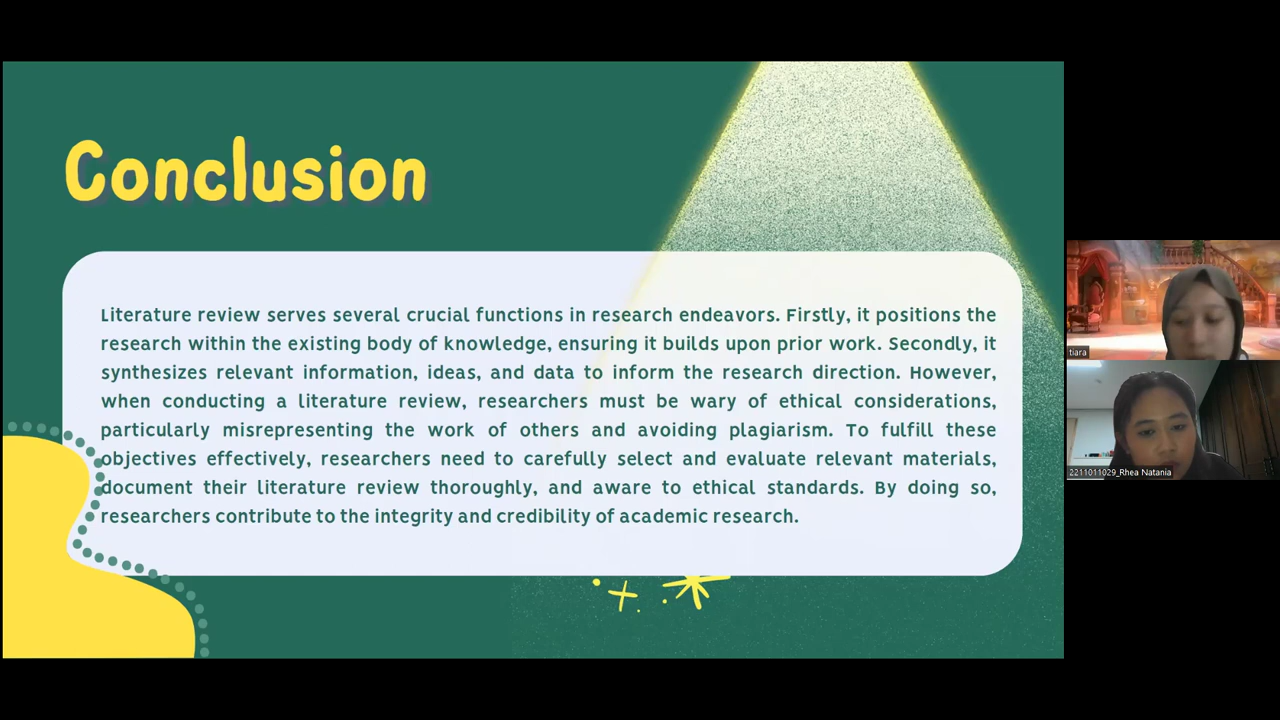 Conclusion
Literature review serves several crucial functions in research endeavors. Firstly, it positions the
research within the existing body of knowledge, ensuring it builds upon prior work. Secondly, it
synthesizes relevant information, ideas, and data to inform the research direction. However,
when conducting a literature review, researchers must be wary of ethical considerations,
particularly misrepresenting the work of others and avoiding plagiarism. To fulfill these
objectives effectively, researchers need to carefully select and evaluate relevant materials,
document their literature review thoroughly, and aware to ethical standards. By doing so,
researchers contribute to the integrity and credibility of academic research.
tiara
2211011029_Rhea Natania